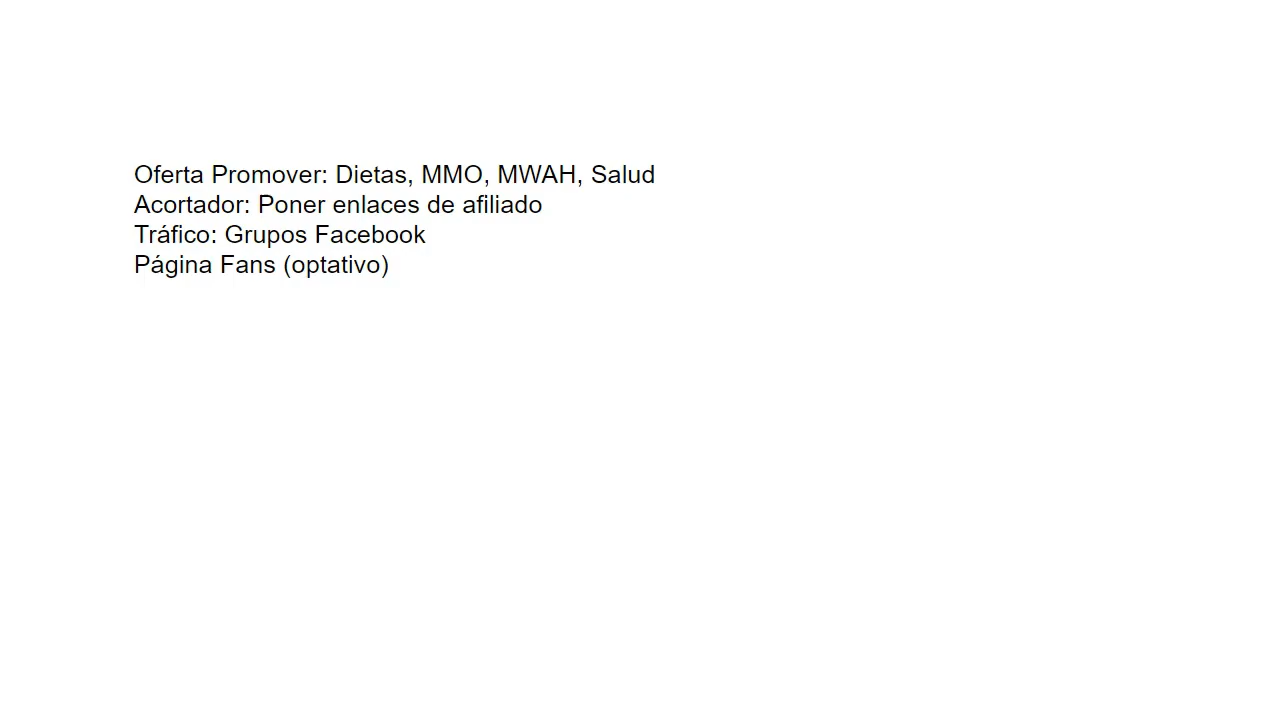 Oferta Promover: Dietas, MMO, MWAH, Salud
Acortador: Poner enlaces de afiliado
Tráfico: Grupos Facebook
Página Fans (optativo)